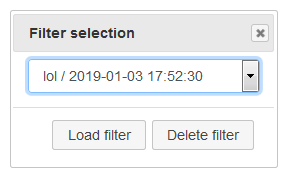 Filter selection
lol / 2019-01-03 17:52:30
Load filter
Delete filter